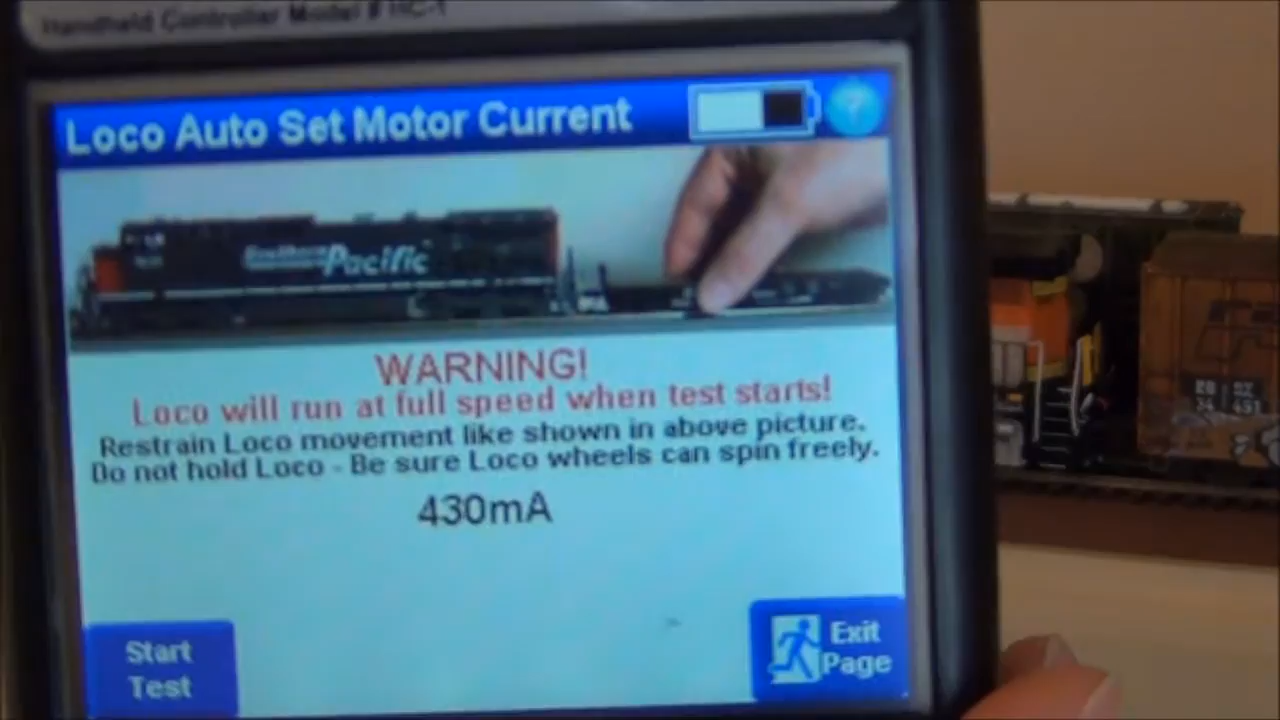 Handheld Controller Model # HC-1
Loco Auto Set Motor Current
?
Southern Pacific
WARNING!
Loco will run at full speed when test starts!
Restrain Loco movement like shown in above picture.
Do not hold Loco - Be sure Loco wheels can spin freely.
430mA
Start
Test
Exit
Page